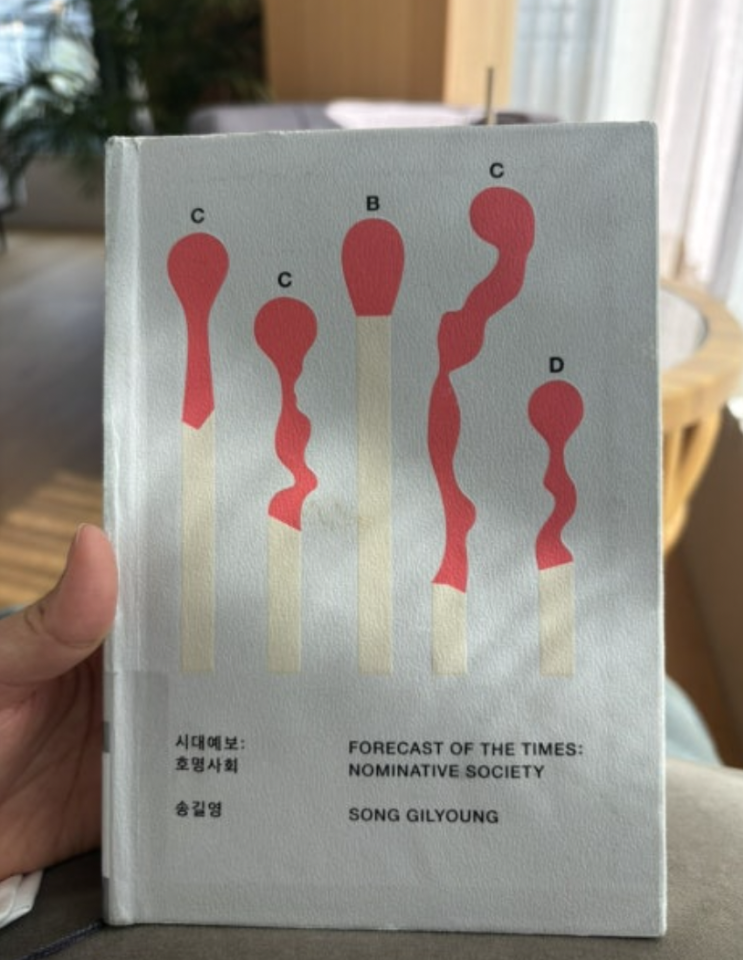 C
B
C
C
D
시대예보:
호명사회
송길영
FORECAST OF THE TIMES:
NOMINATIVE SOCIETY
SONG GILYOUNG